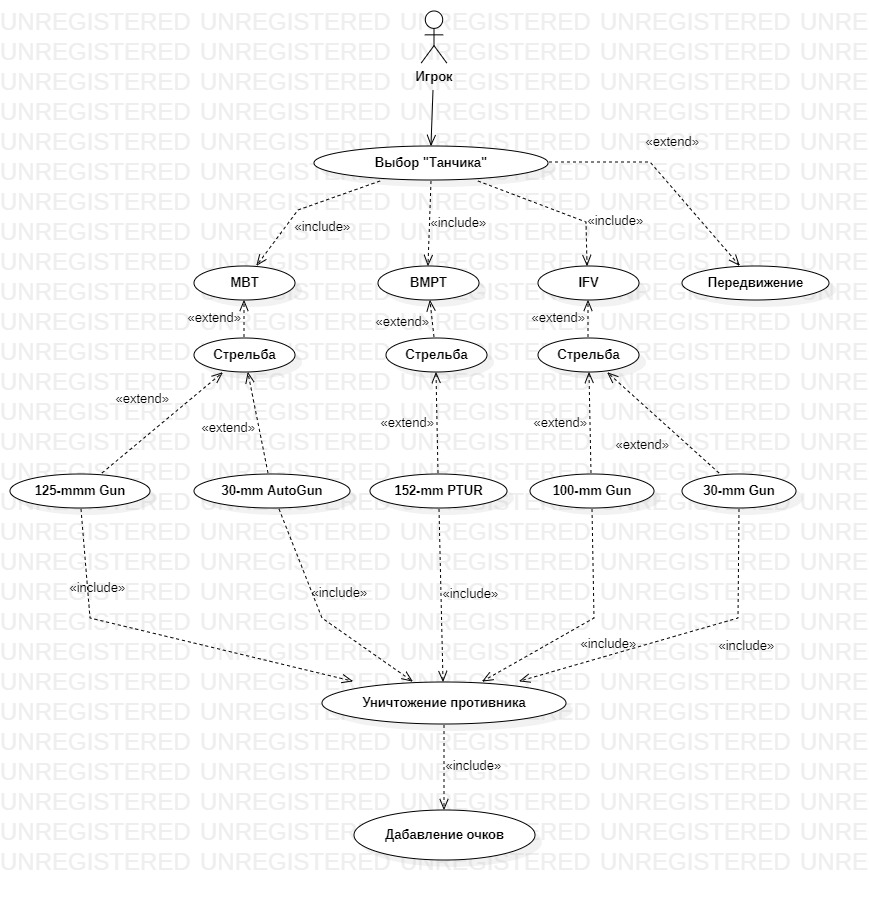 Игрок
Выбор "Танчика"
«extend»
«include»
«include»
«include»
MBT
BMPT
IFV
Передвижение
«extend»
«extend»
«extend»
Стрельба
Стрельба
Стрельба
«extend»
«extend»
«extend»
«extend»
«extend»
125-mmm Gun
30-mm AutoGun
152-mm PTUR
100-mm Gun
30-mm Gun
«include»
«include»
«include»
«include»
«include»
Уничтожение противника
«include»
Дабавление очков
UNREGISTERED